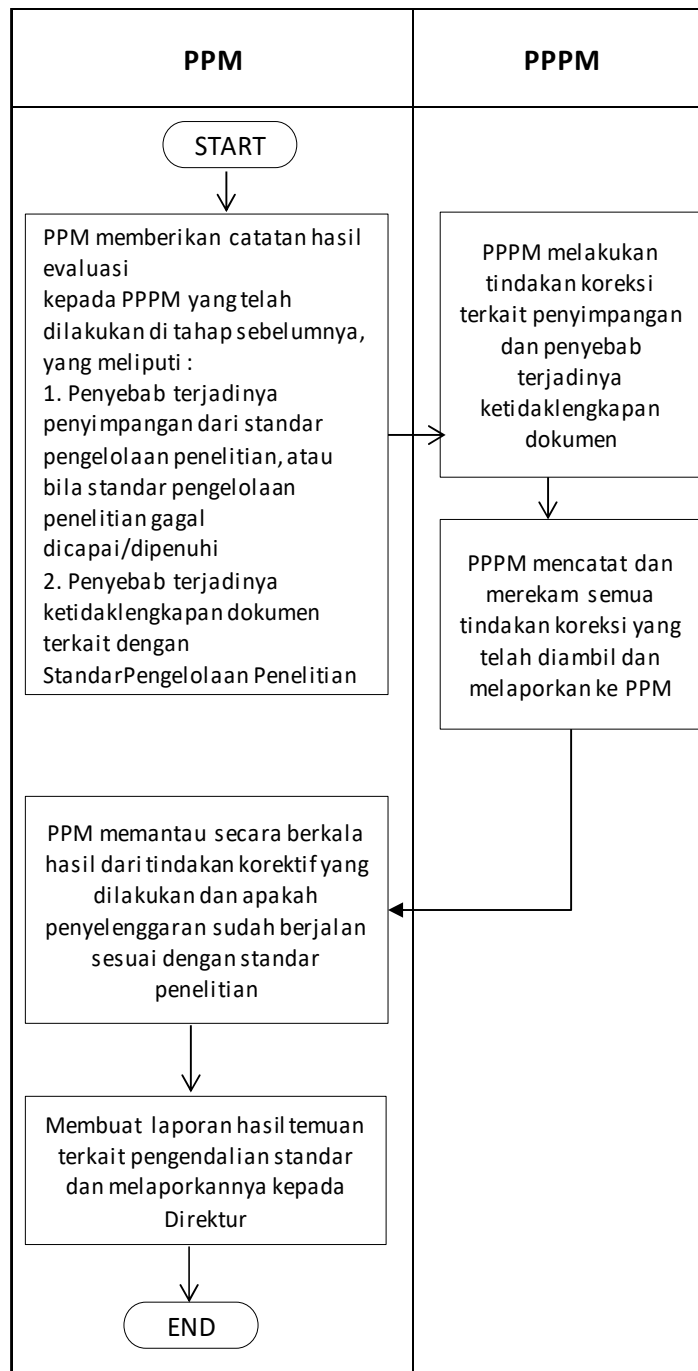 PPM
PPPM
START
PPM memberikan catatan hasil
evaluasi
kepada PPPM yang telah
dilakukan di tahap sebelumnya,
yang meliputi :
1. Penyebab terjadinya
penyimpangan dari standar
pengelolaan penelitian, atau
bila standar pengelolaan
penelitian gagal
dicapai/dipenuhi
2. Penyebab terjadinya
ketidaklengkapan dokumen
terkait dengan
StandarPengelolaan Penelitian
PPPM melakukan
tindakan koreksi
terkait penyimpangan
dan penyebab
terjadinya
ketidaklengkapan
dokumen
PPPM mencatat dan
merekam semua
tindakan koreksi yang
telah diambil dan
melaporkan ke PPM
PPM memantau secara berkala
hasil dari tindakan korektif yang
dilakukan dan apakah
penyelenggaran sudah berjalan
sesuai dengan standar
penelitian
Membuat laporan hasil temuan
terkait pengendalian standar
dan melaporkannya kepada
Direktur
END